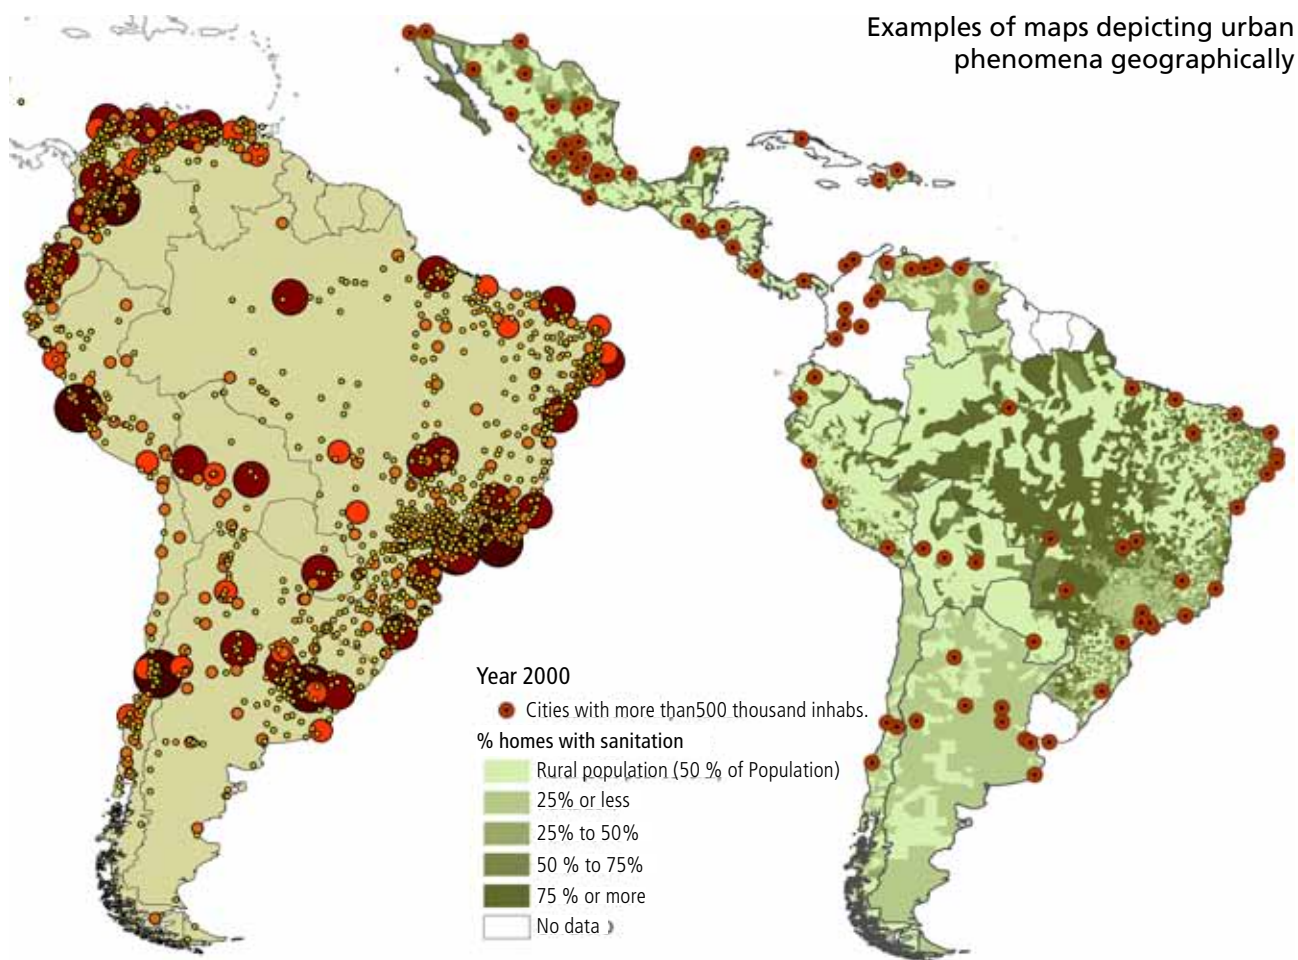 Examples of maps depicting urban
phenomena geographically
Year 2000
Cities with more than500 thousand inhabs.
% homes with sanitation
Rural population (50 % of Population)
25% or less
25% to 50%
50 % to 75%
75 % or more
No data